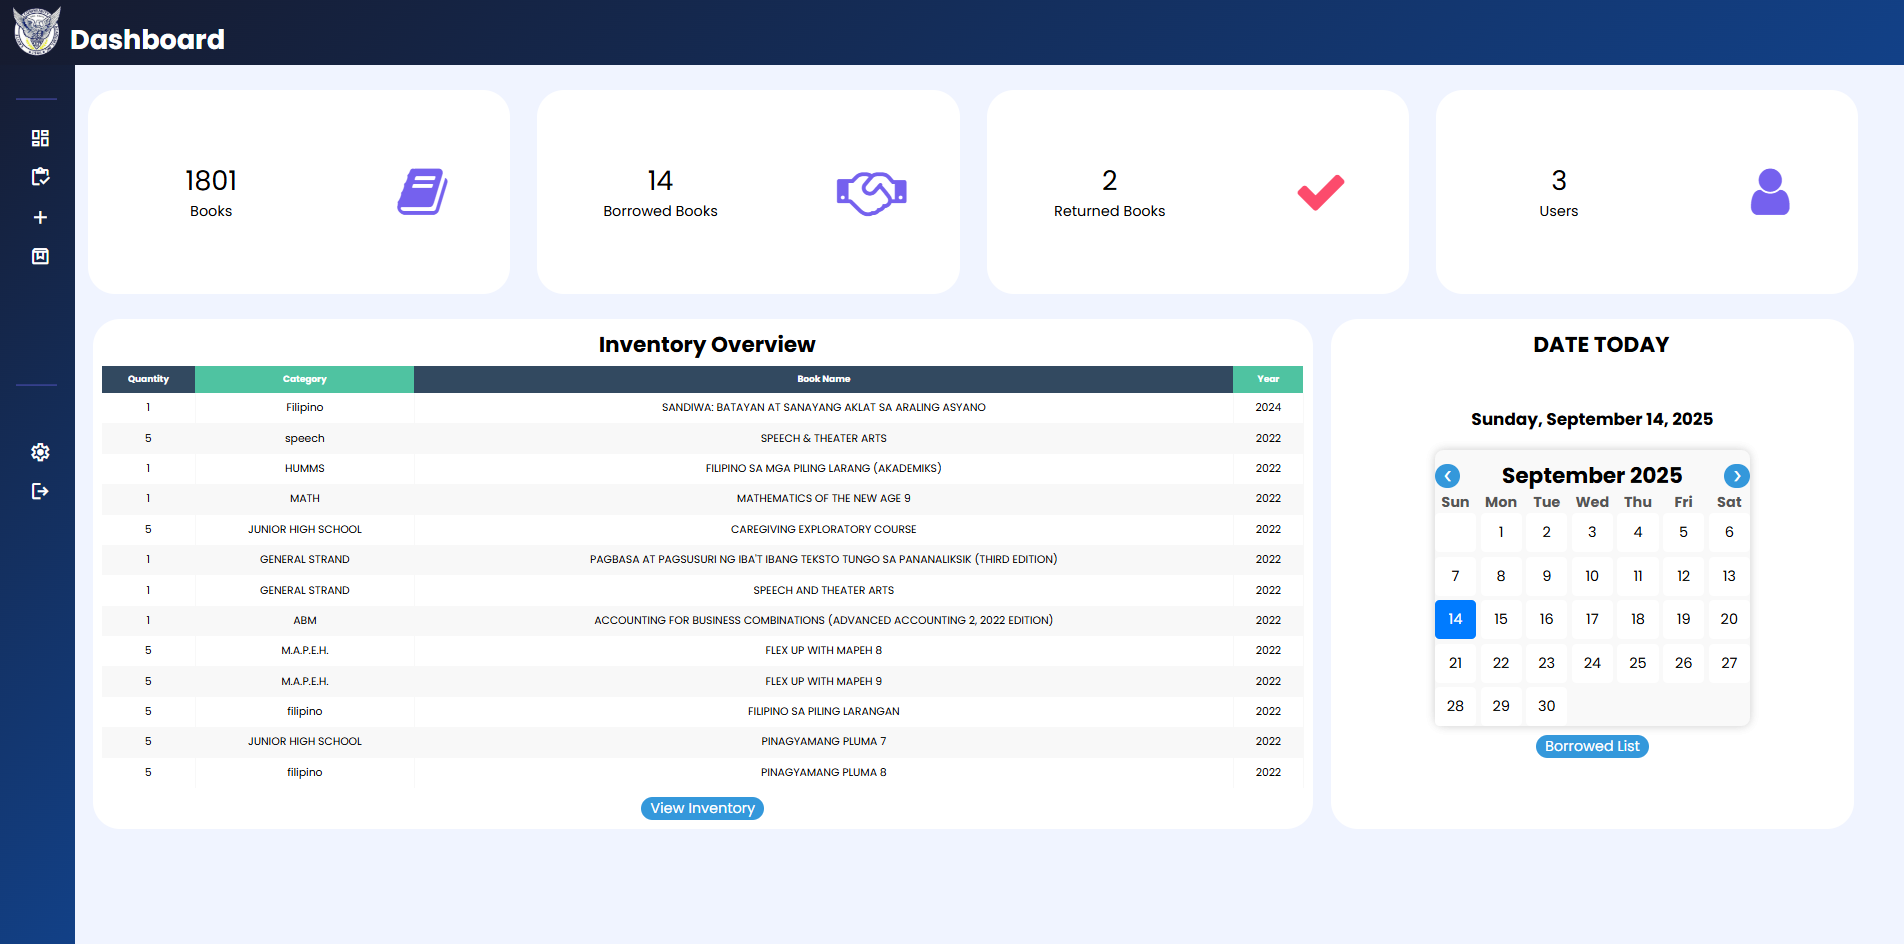 Dashboard
1801
Books
14
Borrowed Books
2
Returned Books
3
Users
Inventory Overview
Quantity Category Book Name Year
1 Filipino SANDIWA: BATAYAN AT SANAYANG AKLAT SA ARALING ASYANO 2024
5 speech SPEECH & THEATER ARTS 2022
1 HUMMS FILIPINO SA MGA PILING LARANG (AKADEMIKS) 2022
1 MATH MATHEMATICS OF THE NEW AGE 9 2022
5 JUNIOR HIGH SCHOOL CAREGIVING EXPLORATORY COURSE 2022
1 GENERAL STRAND PAGBASA AT PAGSUSURI NG IBA'T IBANG TEKSTO TUNGO SA PANANALIKSIK (THIRD EDITION) 2022
1 GENERAL STRAND SPEECH AND THEATER ARTS 2022
1 ABM ACCOUNTING FOR BUSINESS COMBINATIONS (ADVANCED ACCOUNTING 2, 2022 EDITION) 2022
5 M.A.P.E.H. FLEX UP WITH MAPEH 8 2022
5 M.A.P.E.H. FLEX UP WITH MAPEH 9 2022
5 filipino FILIPINO SA PILING LARANGAN 2022
5 JUNIOR HIGH SCHOOL PINAGYAMANG PLUMA 7 2022
5 filipino PINAGYAMANG PLUMA 8 2022
View Inventory
DATE TODAY
Sunday, September 14, 2025
September 2025
Sun Mon Tue Wed Thu Fri Sat
1 2 3 4 5 6
7 8 9 10 11 12 13
14 15 16 17 18 19 20
21 22 23 24 25 26 27
28 29 30
Borrowed List